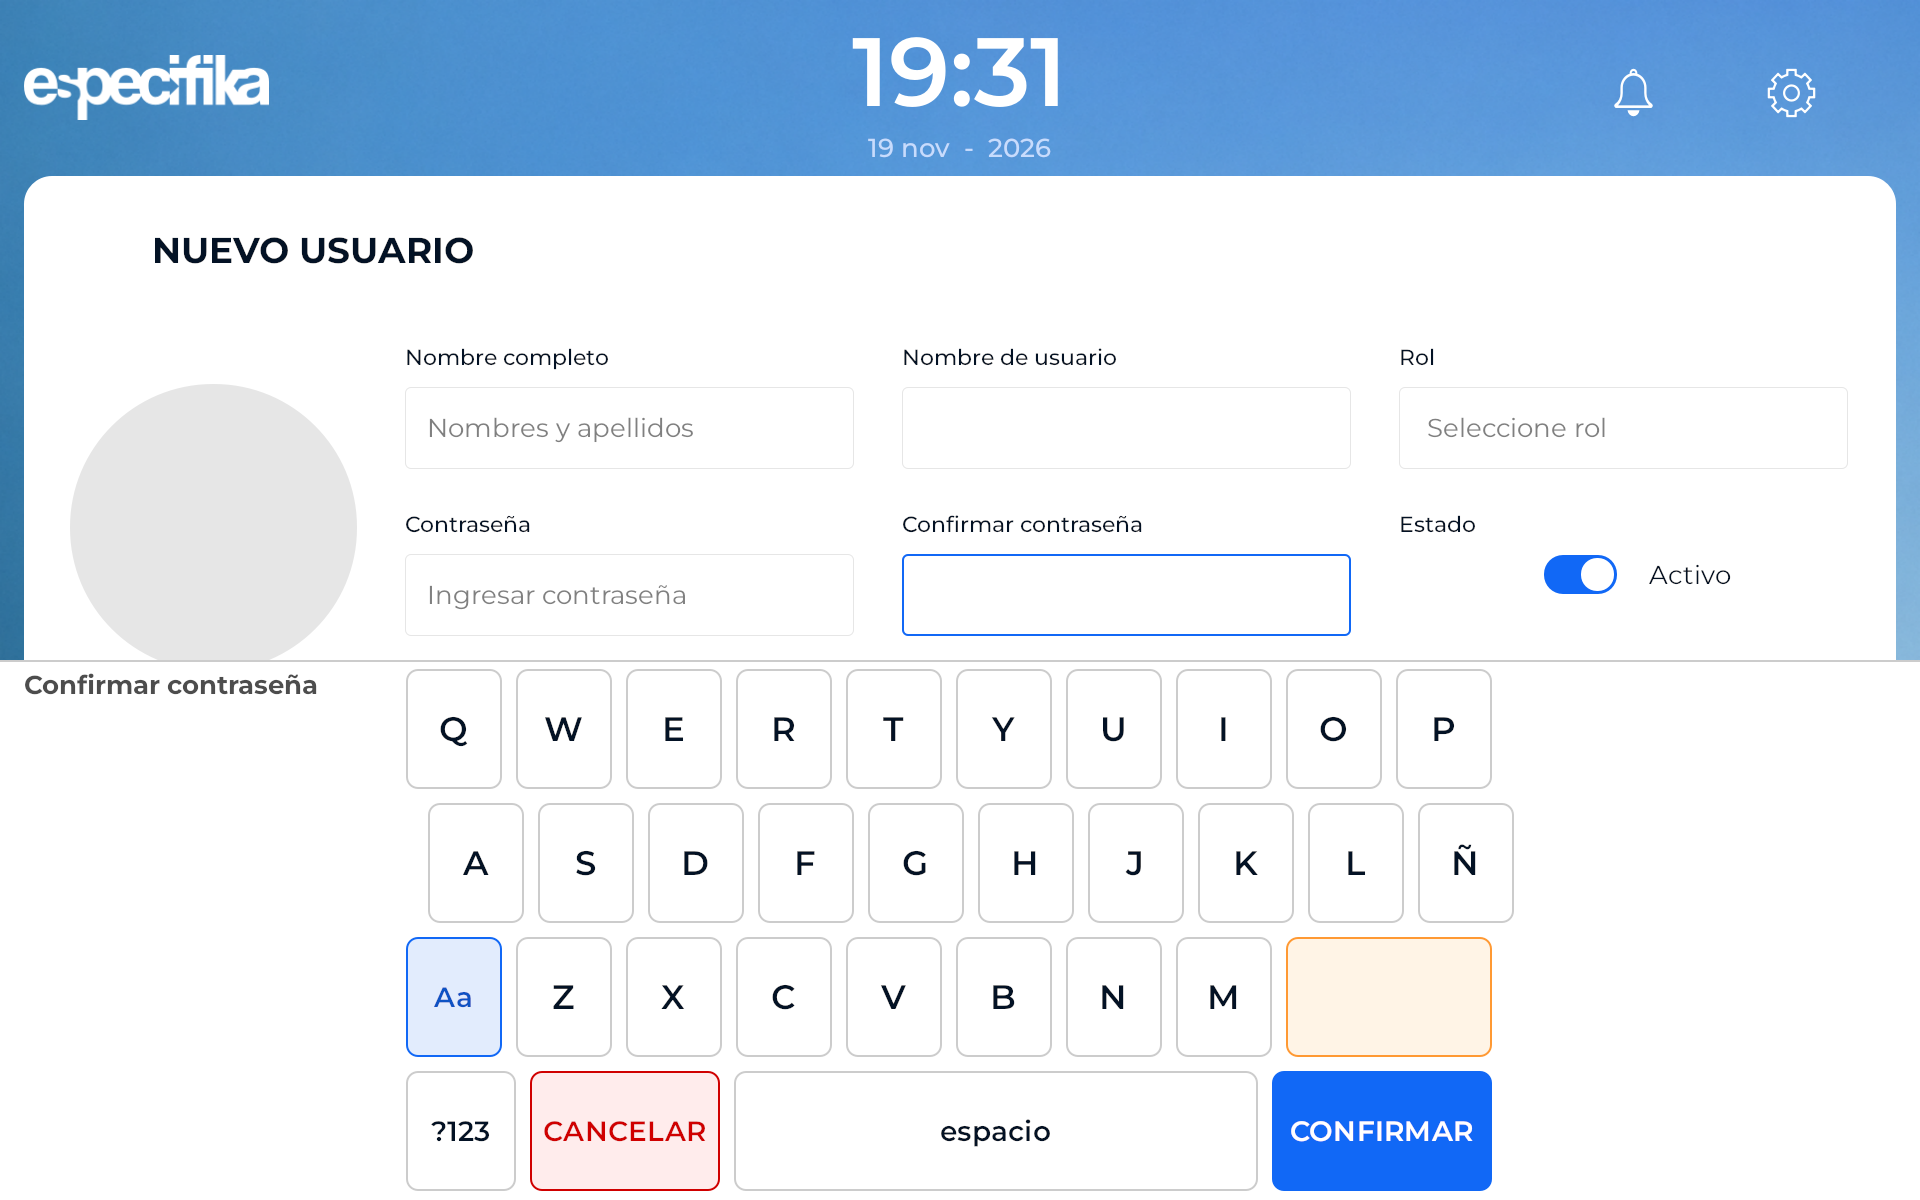 especifika
19:31
19 nov - 2026
NUEVO USUARIO
Nombre completo
Nombre de usuario
Rol
Nombres y apellidos
Seleccione rol
Contraseña
Confirmar contraseña
Estado
Ingresar contraseña
Activo
Confirmar contraseña
Q W E R T Y U I O P
A S D F G H J K L Ñ
Aa Z X C V B N M
?123 CANCELAR espacio CONFIRMAR